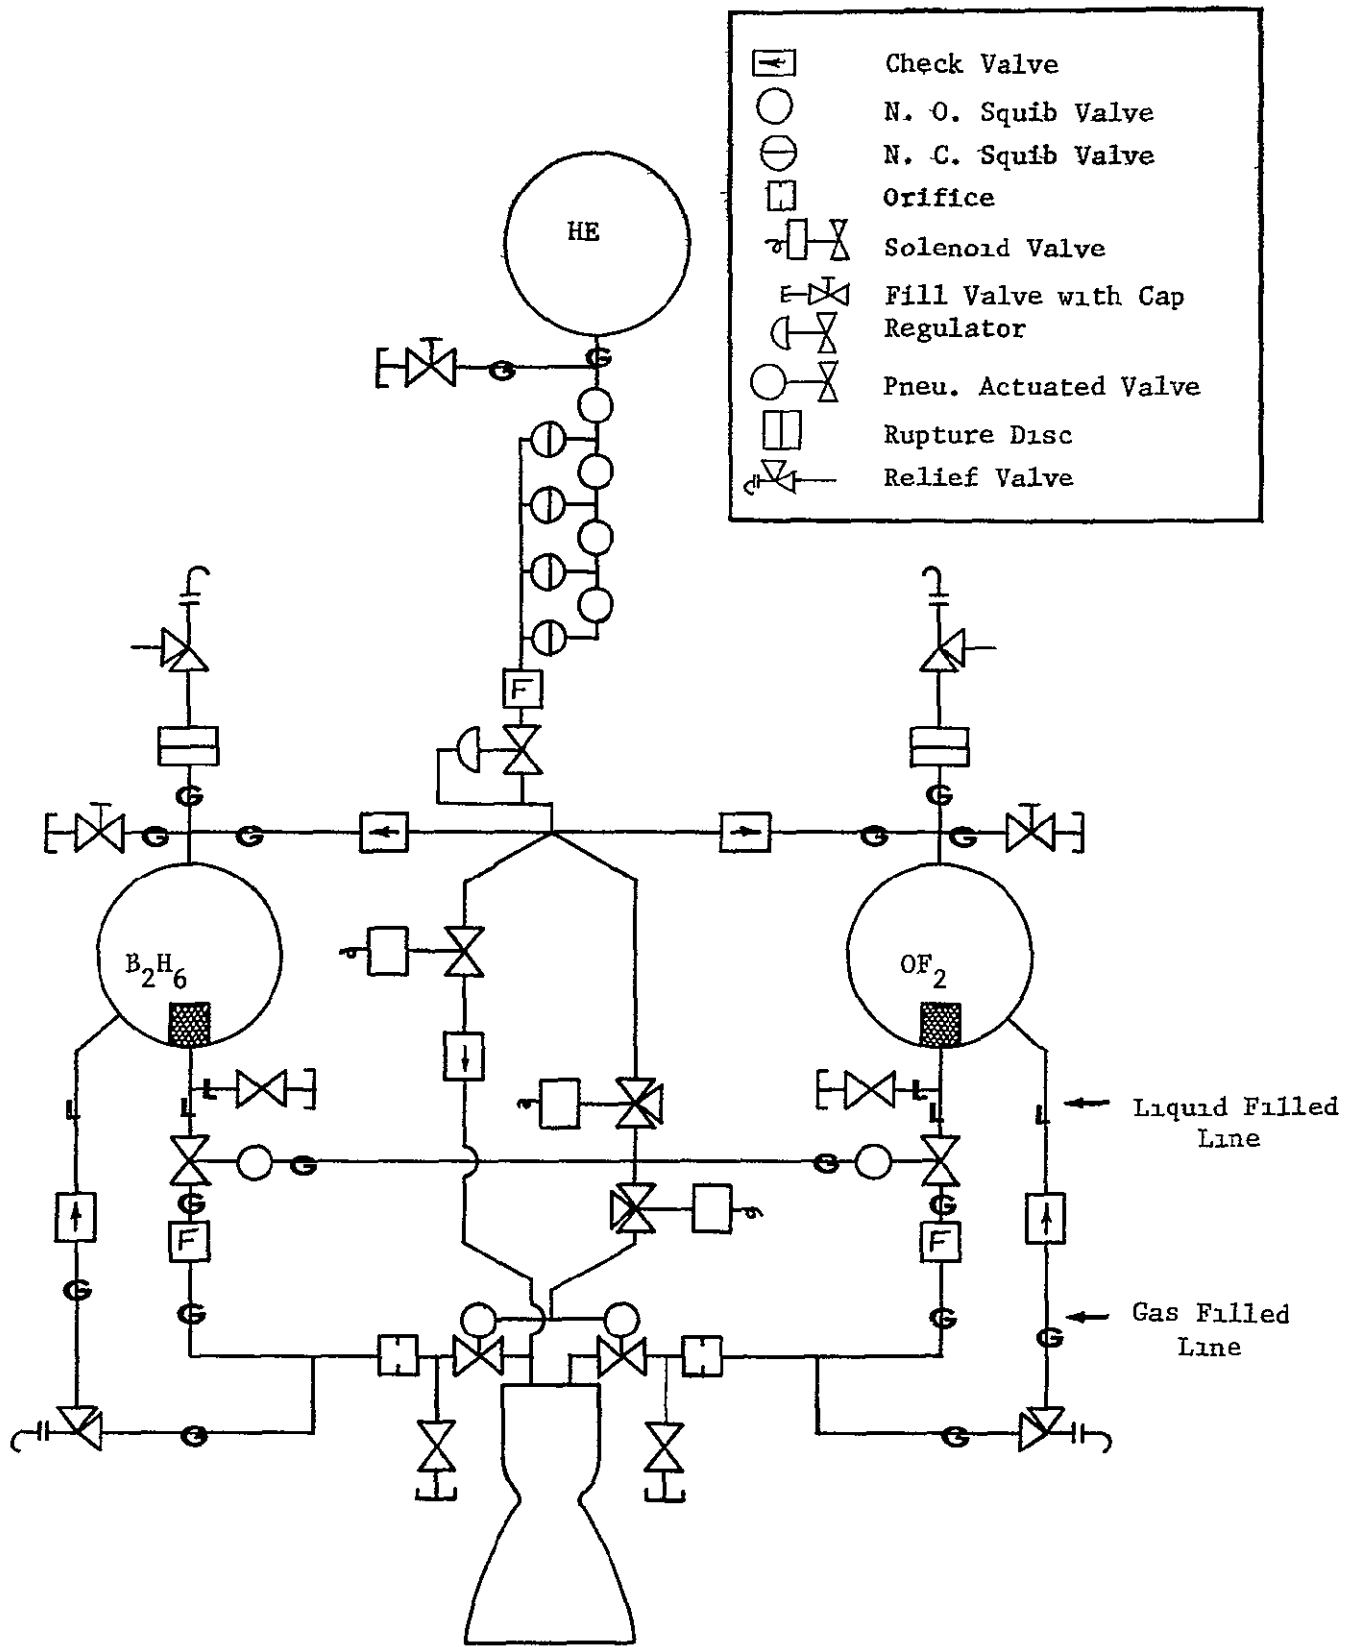 Check Valve
N. O. Squib Valve
N. C. Squib Valve
Orifice
Solenoid Valve
Fill Valve with Cap
Regulator
Pneu. Actuated Valve
Rupture Disc
Relief Valve
HE
G
G
F
G
G
G
G
G
G
B2H6
OF2
L
L
L
L
L
L
Liquid Filled
Line
G
G
G
G
F
F
G
G
G
G
Gas Filled
Line
G
G